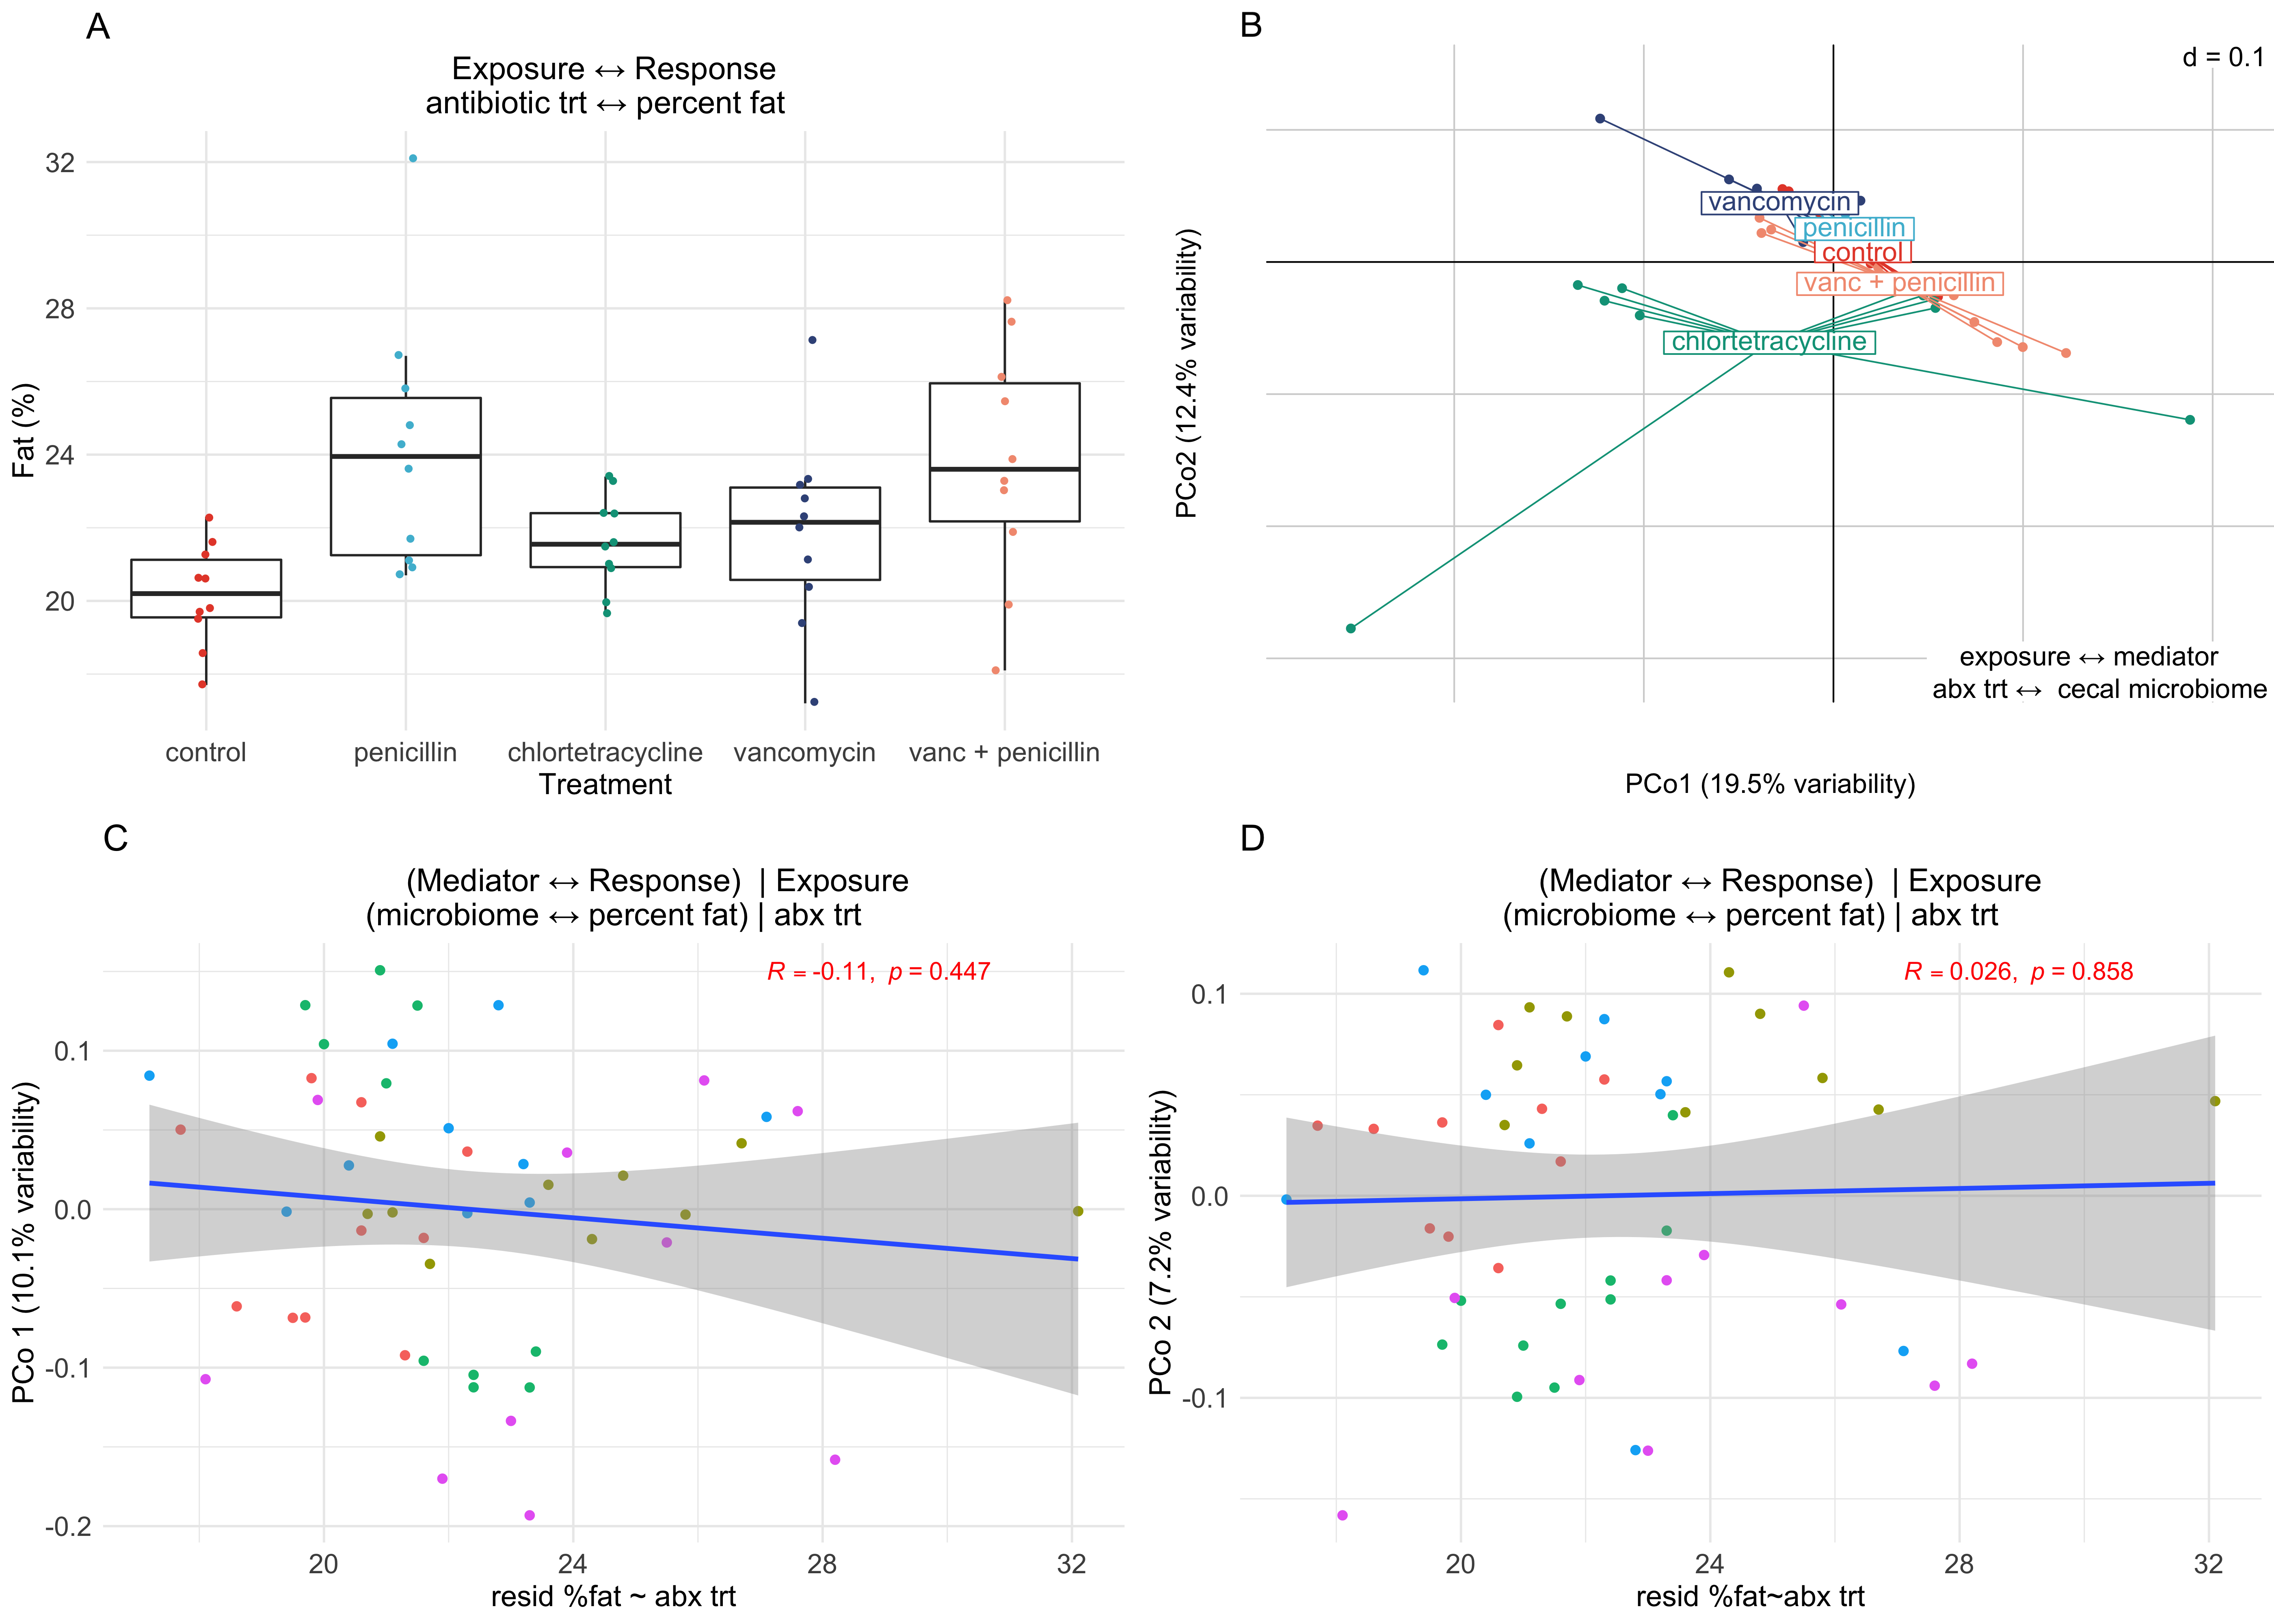 A
Exposure ↔ Response
antibiotic trt ↔ percent fat
Fat (%)
32
28
24
20
control
penicillin
chlortetracycline
vancomycin
vanc + penicillin
Treatment
B
d = 0.1
PCo2 (12.4% variability)
vancomycin
penicillin
control
vanc + penicillin
chlortetracycline
exposure ↔ mediator
abx trt ↔ cecal microbiome
PCo1 (19.5% variability)
C
(Mediator ↔ Response) | Exposure
(microbiome ↔ percent fat) | abx trt
R = -0.11, p = 0.447
PCo 1 (10.1% variability)
0.1
0.0
-0.1
-0.2
20
24
28
32
resid %fat ~ abx trt
D
(Mediator ↔ Response) | Exposure
(microbiome ↔ percent fat) | abx trt
R = 0.026, p = 0.858
PCo 2 (7.2% variability)
0.1
0.0
-0.1
20
24
28
32
resid %fat~abx trt